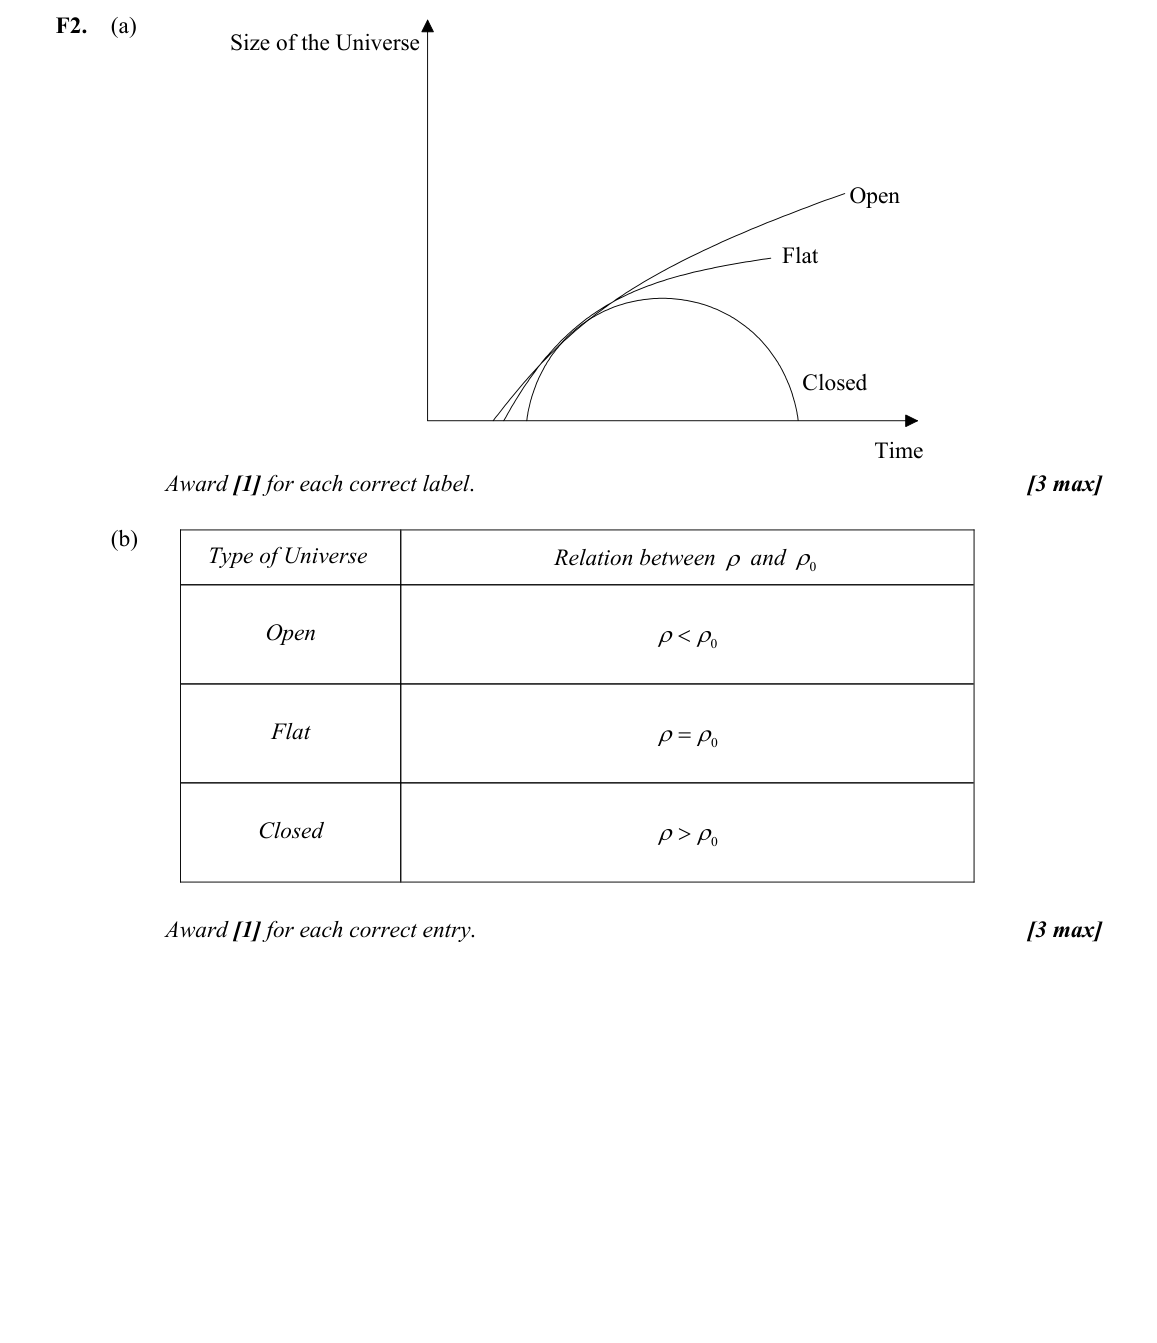 F2. (a)
Size of the Universe
Open
Flat
Closed
Time
Award [1] for each correct label. [3 max]
(b)
Type of Universe Relation between ρ and ρ₀
Open ρ < ρ₀
Flat ρ = ρ₀
Closed ρ > ρ₀
Award [1] for each correct entry. [3 max]